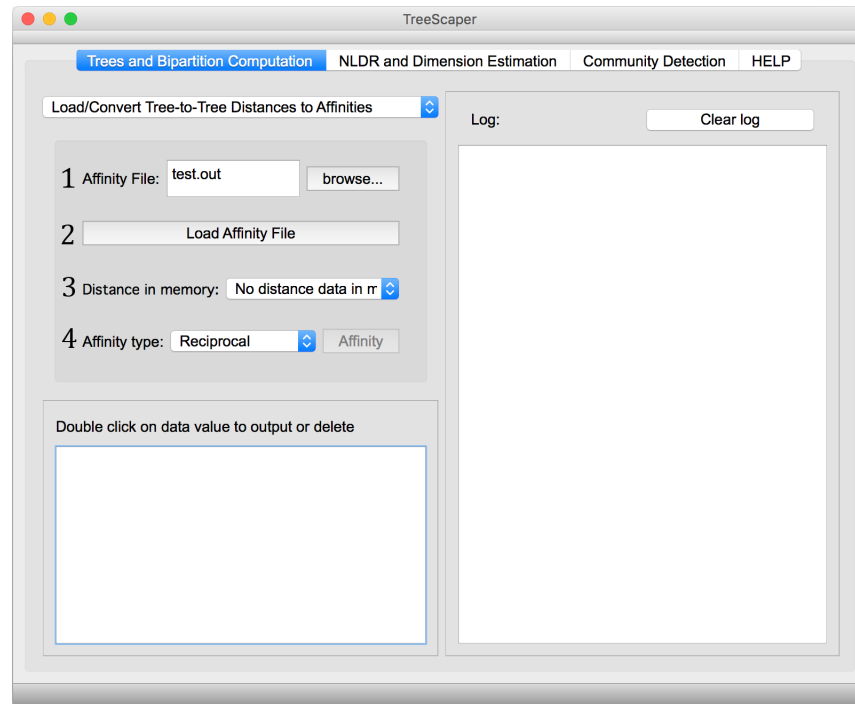 TreeScaper
Trees and Bipartition Computation NLDR and Dimension Estimation Community Detection HELP
Load/Convert Tree-to-Tree Distances to Affinities
1 Affinity File: test.out browse...
2 Load Affinity File
3 Distance in memory: No distance data in m
4 Affinity type: Reciprocal Affinity
Double click on data value to output or delete
Log: Clear log